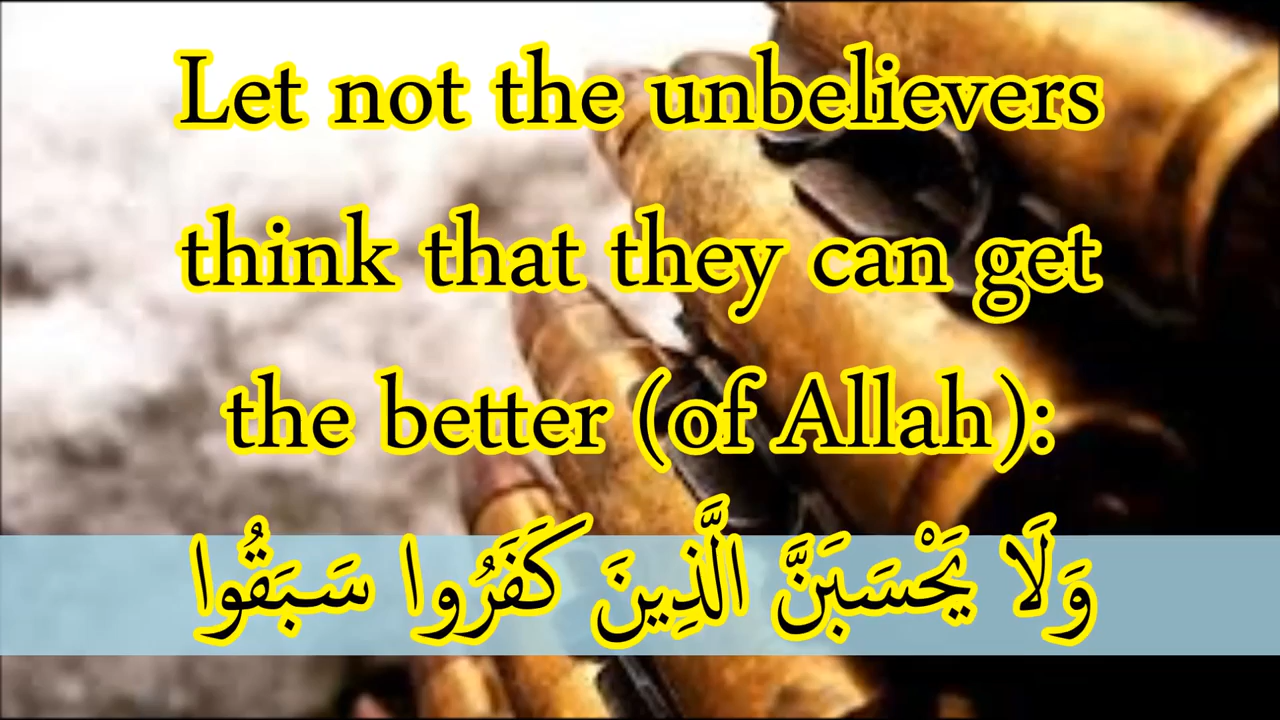 Let not the unbelievers
think that they can get
the better (of Allah):
وَلَا يَحْسَبَنَّ الَّذِينَ كَفَرُوا سَبَقُوا